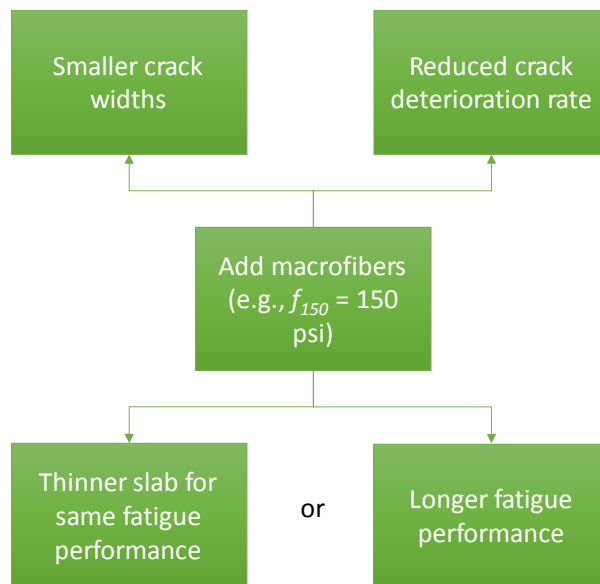 Smaller crack
widths
Reduced crack
deterioration rate
Add macrofibers
(e.g., f150 = 150
psi)
Thinner slab for
same fatigue
performance
or
Longer fatigue
performance